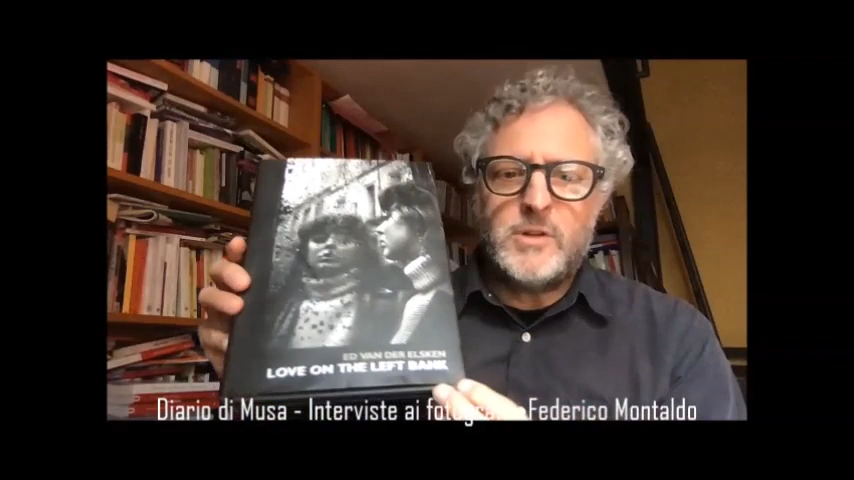 ED VAN DER ELSKEN
LOVE ON THE LEFT BANK
Diario di Musa - Interviste ai Federico Montaldo